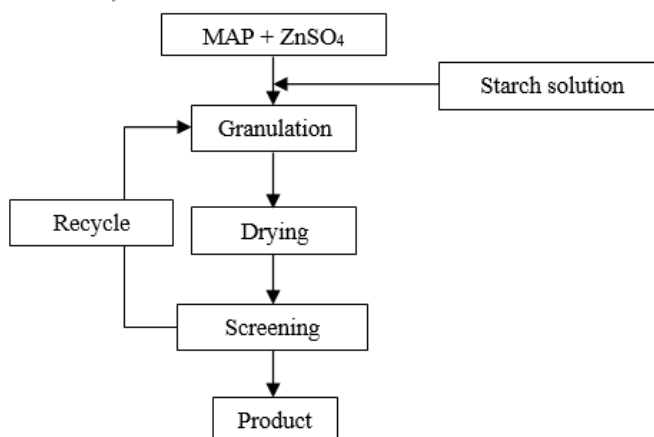 MAP + ZnSO₄
Starch solution
Granulation
Recycle
Drying
Screening
Product